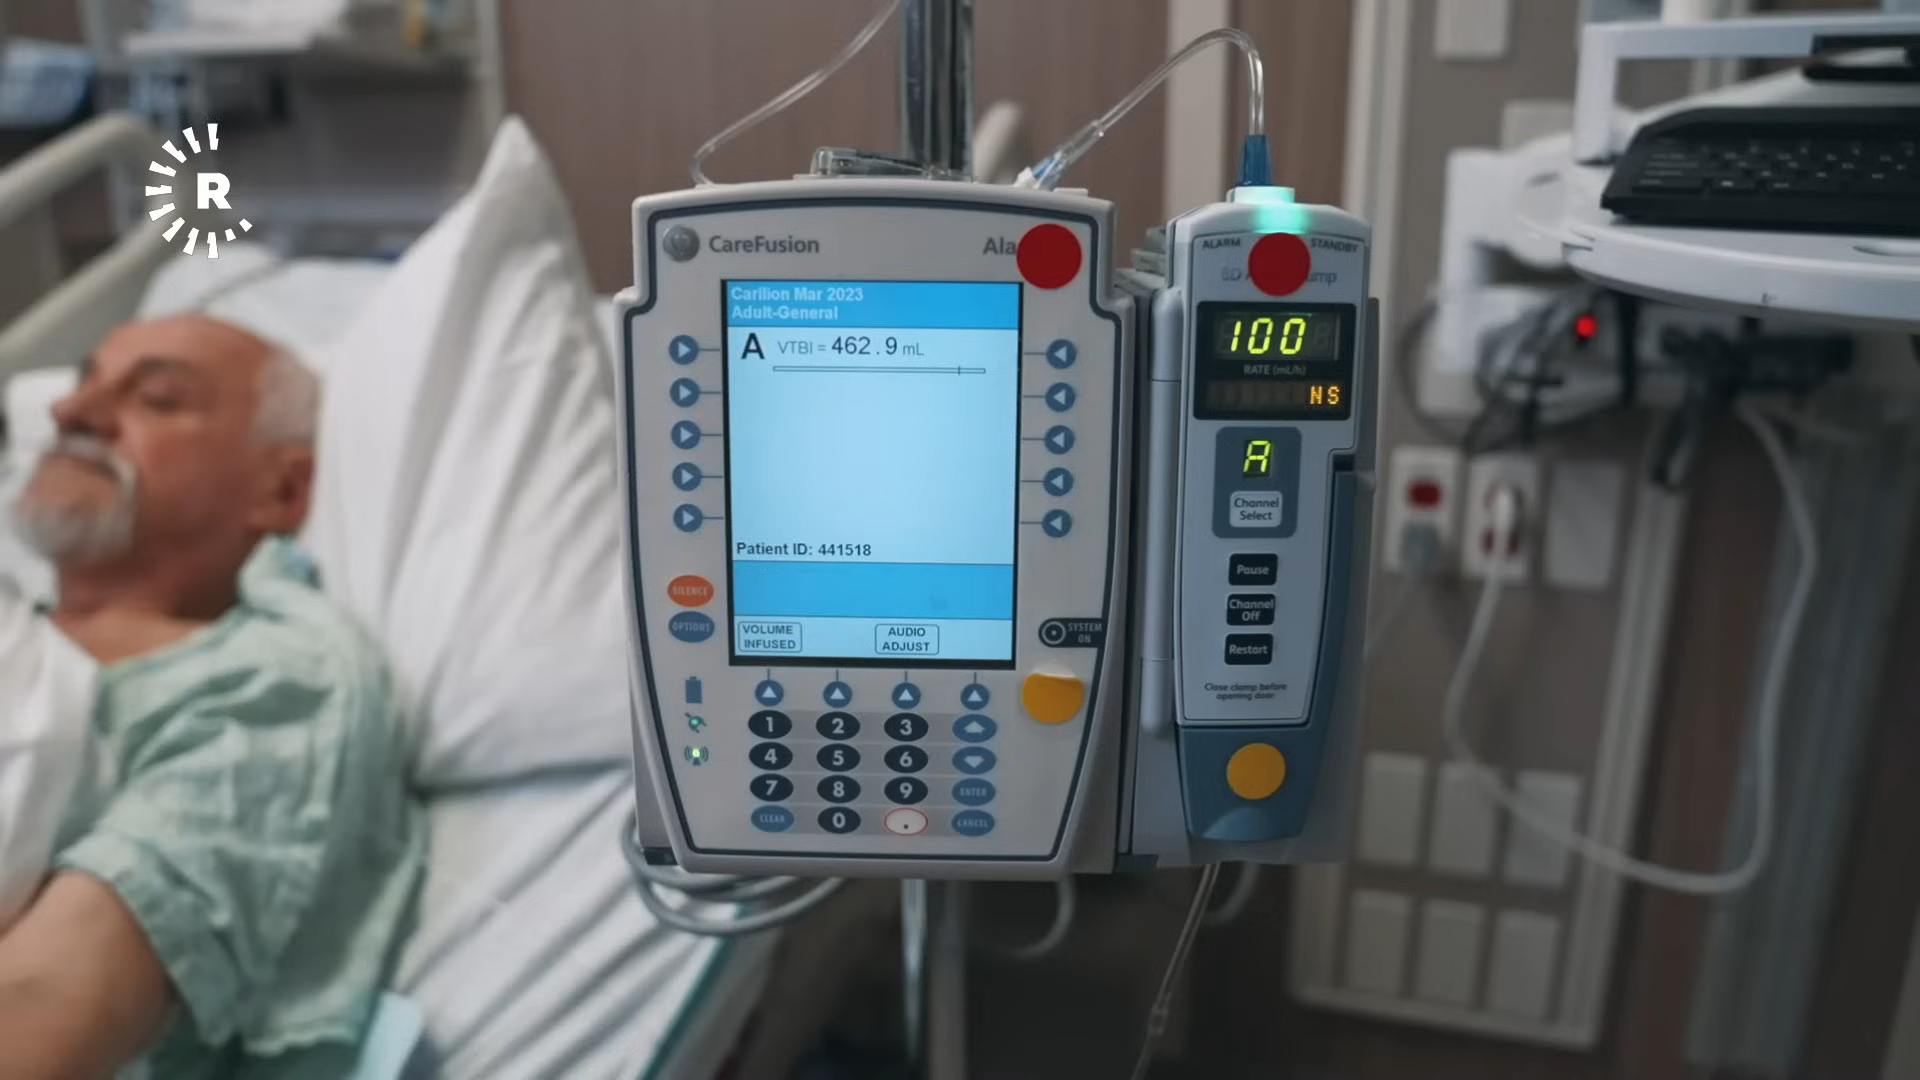 R
CareFusion
Ala
Carilion Mar 2023
Adult-General
A VTBI = 462.9 mL
Patient ID: 441518
VOLUME
INFUSED
AUDIO
ADJUST
SILENCE
OPTIONS
SYSTEM
ON
1 2 3
4 5 6
7 8 9 ENTER
CLEAR 0 . CANCEL
ALARM STANDBY
100
RATE (mL/h)
NS
A
Channel
Select
Pause
Channel
Off
Restart
Close clamp before
opening door